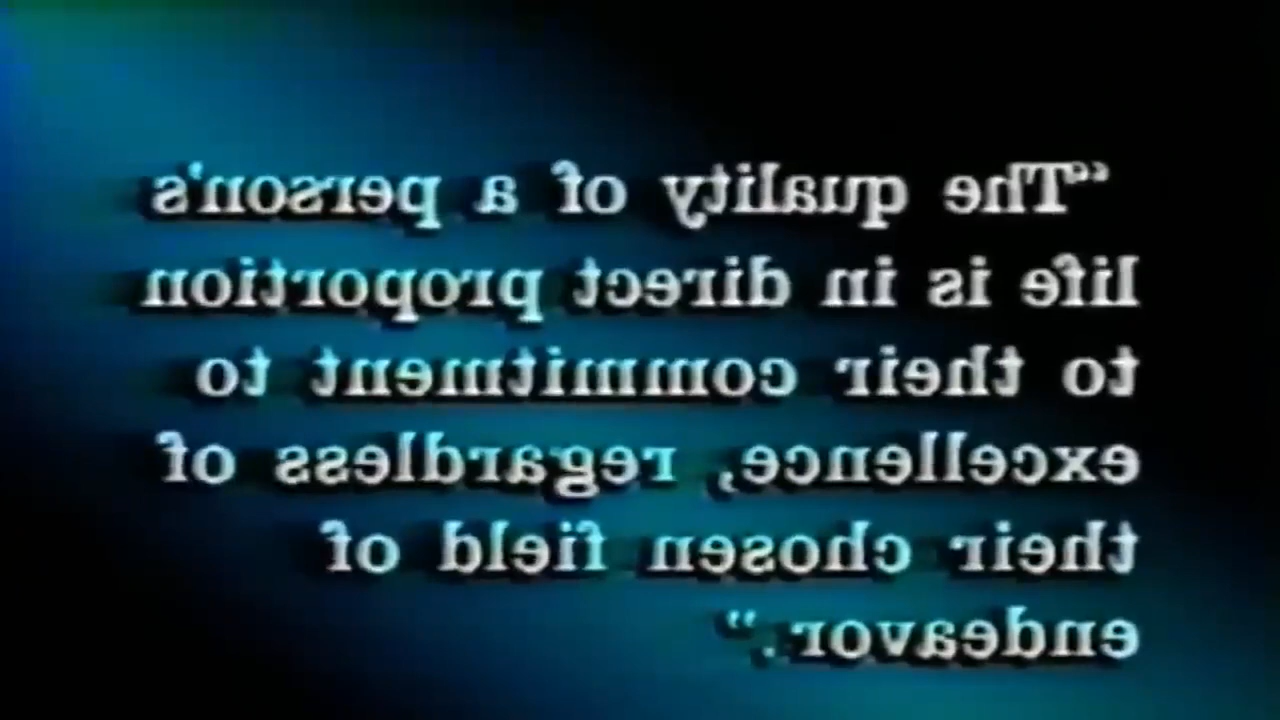 “The quality of a person's
life is in direct proportion
to their commitment to
excellence, regardless of
their chosen field of
endeavor.”